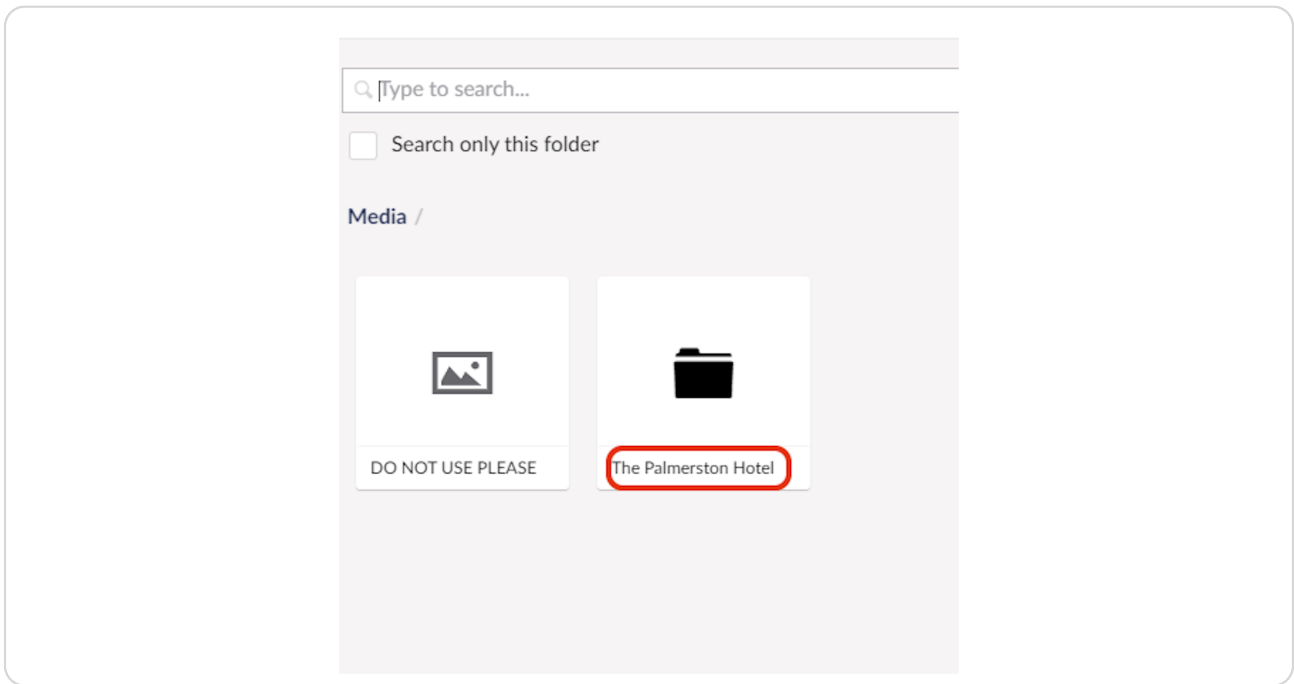 Type to search...
Search only this folder
Media /
DO NOT USE PLEASE
The Palmerston Hotel